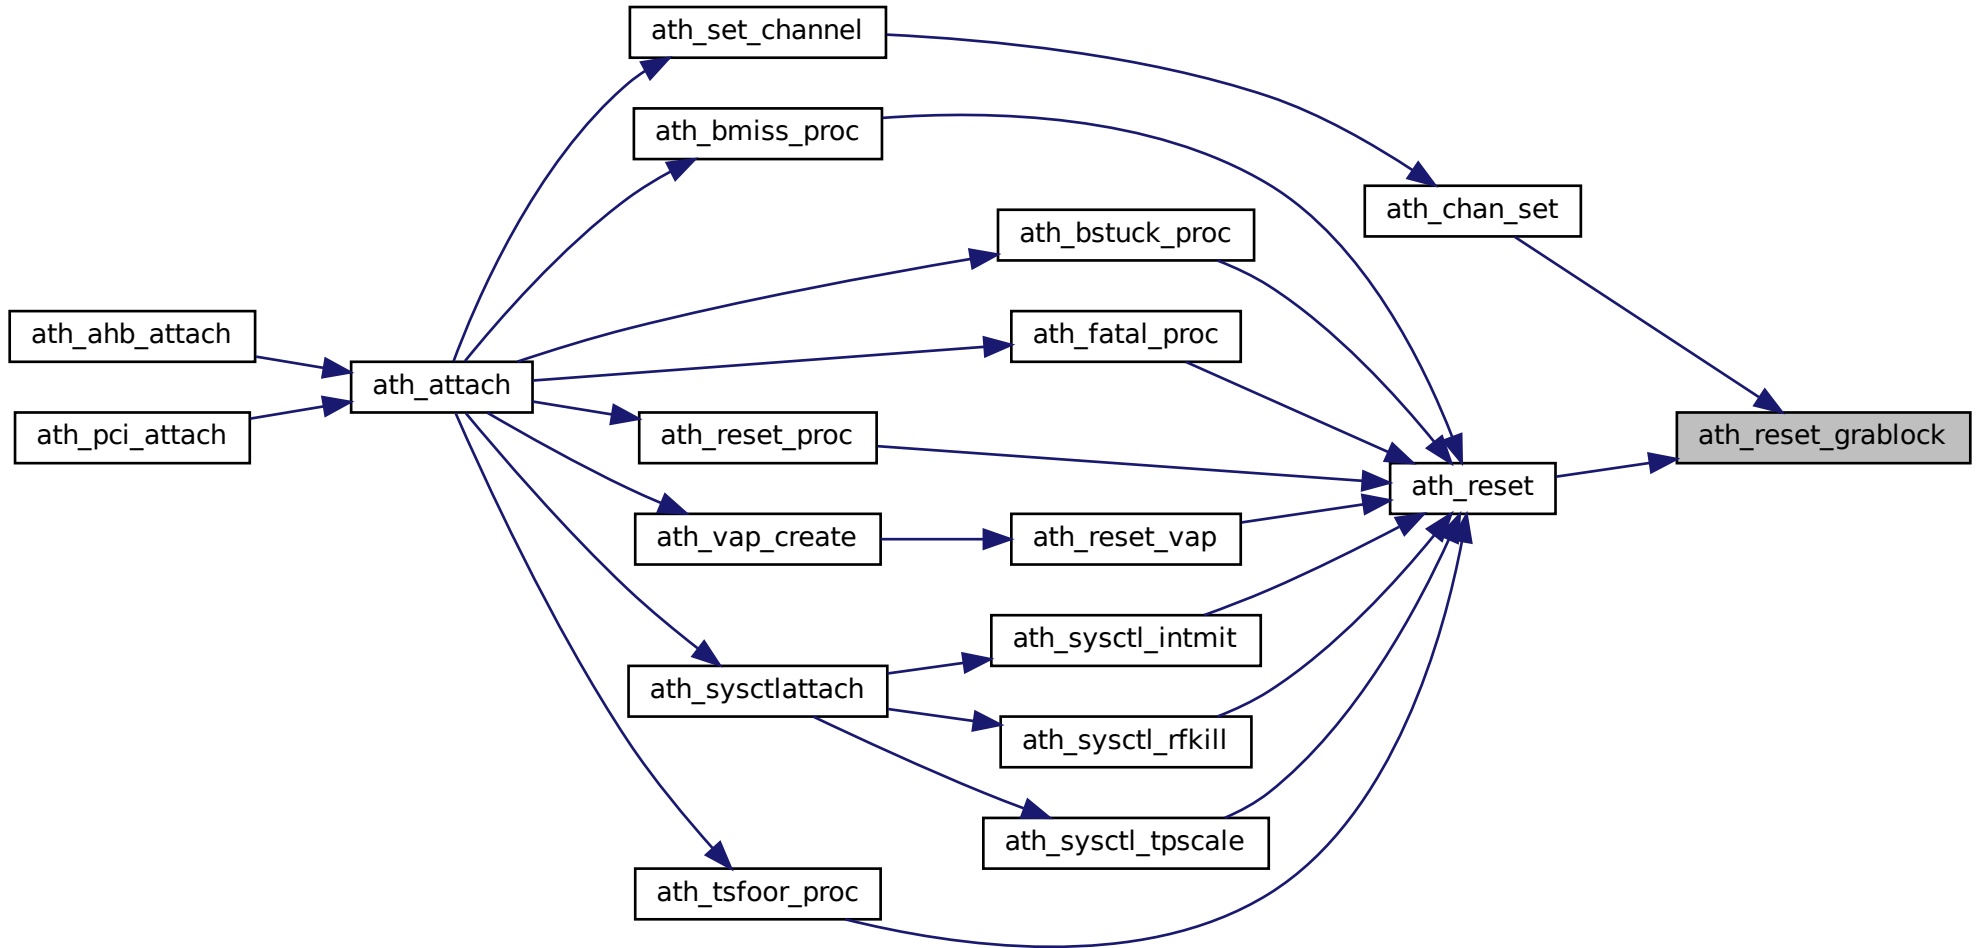 ath_set_channel
ath_bmiss_proc
ath_chan_set
ath_bstuck_proc
ath_ahb_attach
ath_fatal_proc
ath_attach
ath_pci_attach
ath_reset_proc
ath_reset_grablock
ath_reset
ath_vap_create
ath_reset_vap
ath_sysctl_intmit
ath_sysctlattach
ath_sysctl_rfkill
ath_sysctl_tpscale
ath_tsfoor_proc